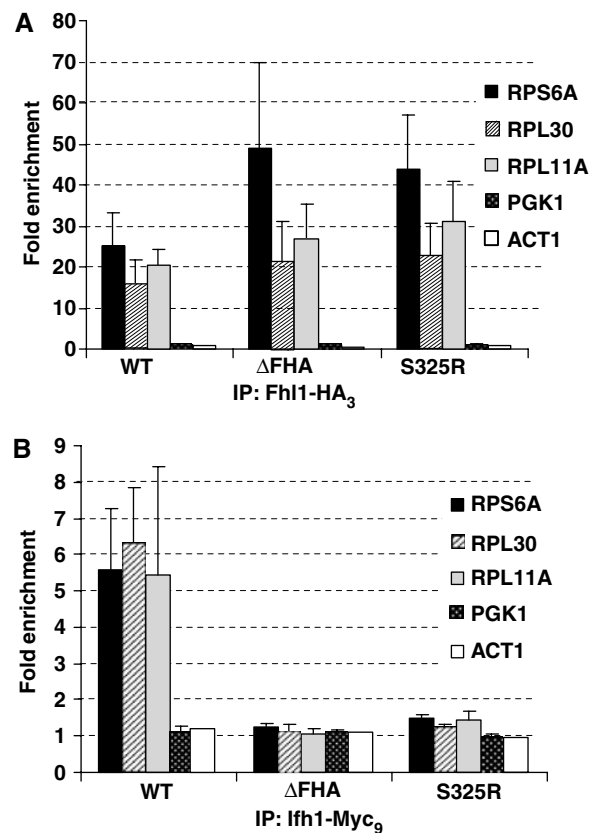 A
Fold enrichment
80
70
60
50
40
30
20
10
0
RPS6A
RPL30
RPL11A
PGK1
ACT1
WT ΔFHA S325R
IP: Fhl1-HA₃
B
Fold enrichment
9
8
7
6
5
4
3
2
1
0
RPS6A
RPL30
RPL11A
PGK1
ACT1
WT ΔFHA S325R
IP: Ifh1-Myc₉